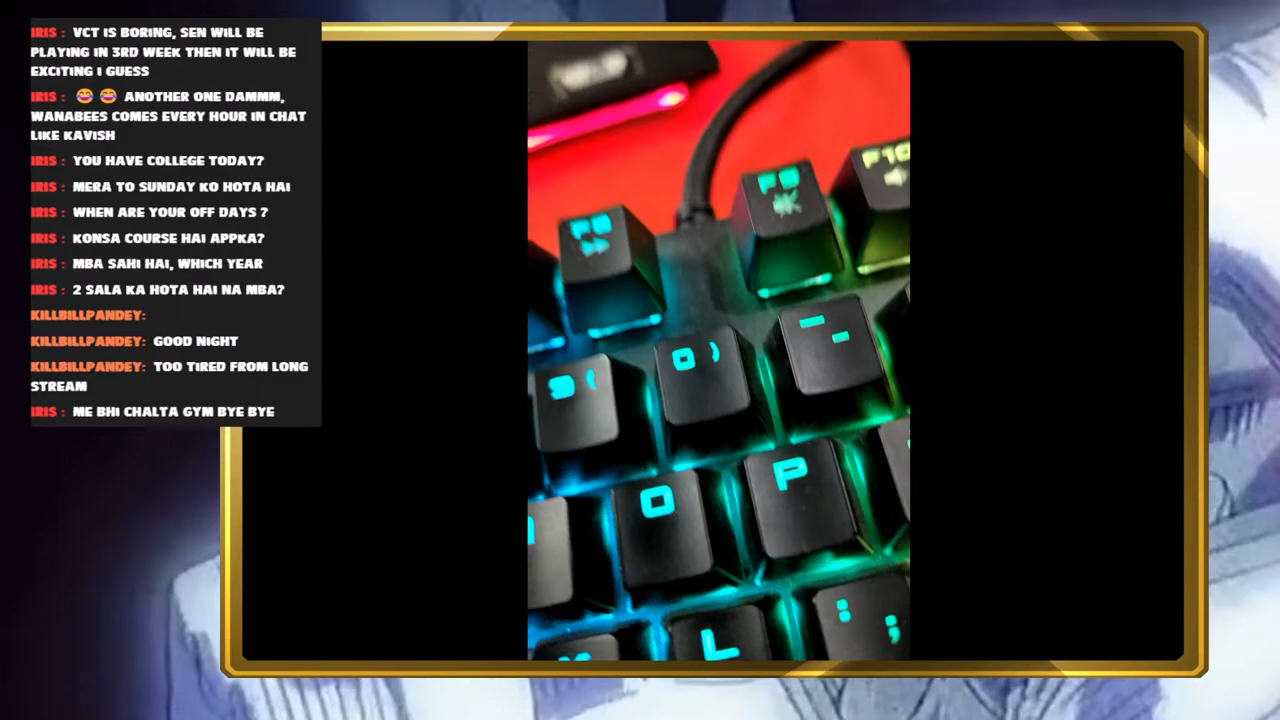 IRIS : VCT IS BORING, SEN WILL BE
PLAYING IN 3RD WEEK THEN IT WILL BE
EXCITING I GUESS
IRIS : 😂 😂 ANOTHER ONE DAMMM,
WANABEES COMES EVERY HOUR IN CHAT
LIKE KAVISH
IRIS : YOU HAVE COLLEGE TODAY?
IRIS : MERA TO SUNDAY KO HOTA HAI
IRIS : WHEN ARE YOUR OFF DAYS ?
IRIS : KONSA COURSE HAI APPKA?
IRIS : MBA SAHI HAI, WHICH YEAR
IRIS : 2 SALA KA HOTA HAI NA MBA?
KILLBILLPANDEY:
KILLBILLPANDEY: GOOD NIGHT
KILLBILLPANDEY: TOO TIRED FROM LONG
STREAM
IRIS : ME BHI CHALTA GYM BYE BYE
F8 F9 F10
9 ( 0 ) - _
O P
L : ;